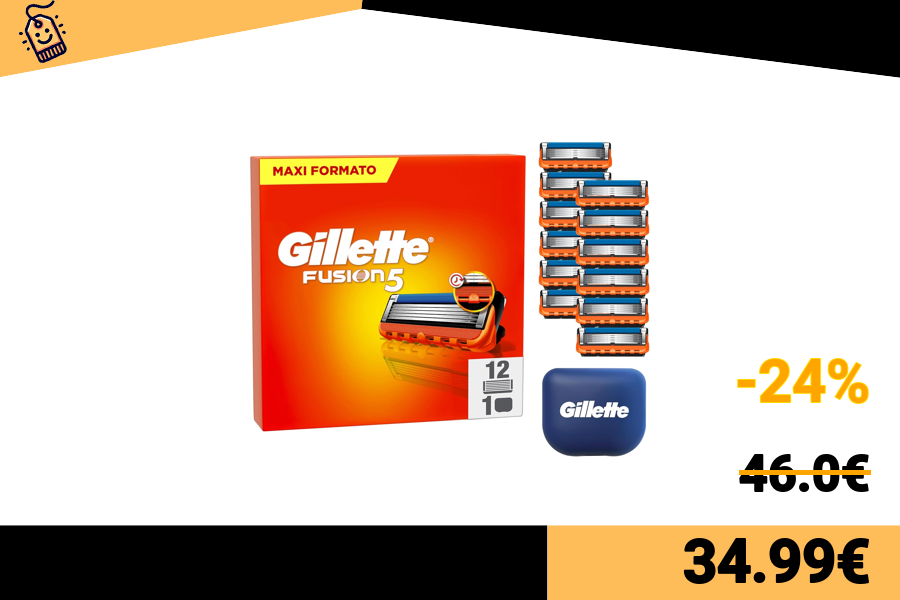 MAXI FORMATO
Gillette®
FUSION5
12
1
Gillette
-24%
46.0€
34.99€